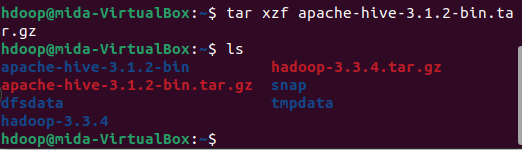 hdoop@mida-VirtualBox:~$ tar xzf apache-hive-3.1.2-bin.ta
r.gz
hdoop@mida-VirtualBox:~$ ls
apache-hive-3.1.2-bin hadoop-3.3.4.tar.gz
apache-hive-3.1.2-bin.tar.gz snap
dfsdata tmpdata
hadoop-3.3.4
hdoop@mida-VirtualBox:~$